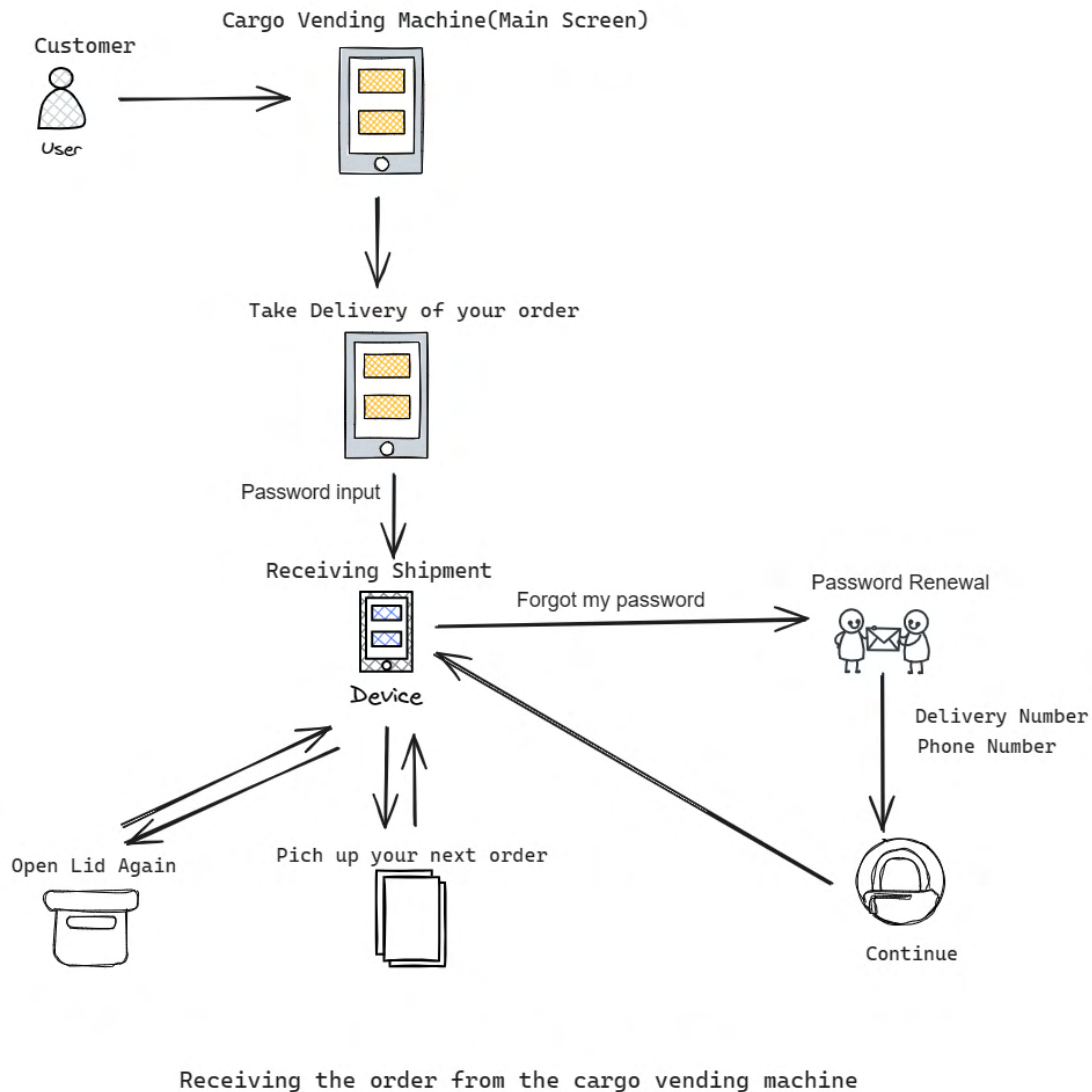 Cargo Vending Machine(Main Screen)
Customer
User
Take Delivery of your order
Password input
Receiving Shipment
Forgot my password
Password Renewal
Device
Delivery Number
Phone Number
Open Lid Again
Pich up your next order
Continue
Receiving the order from the cargo vending machine